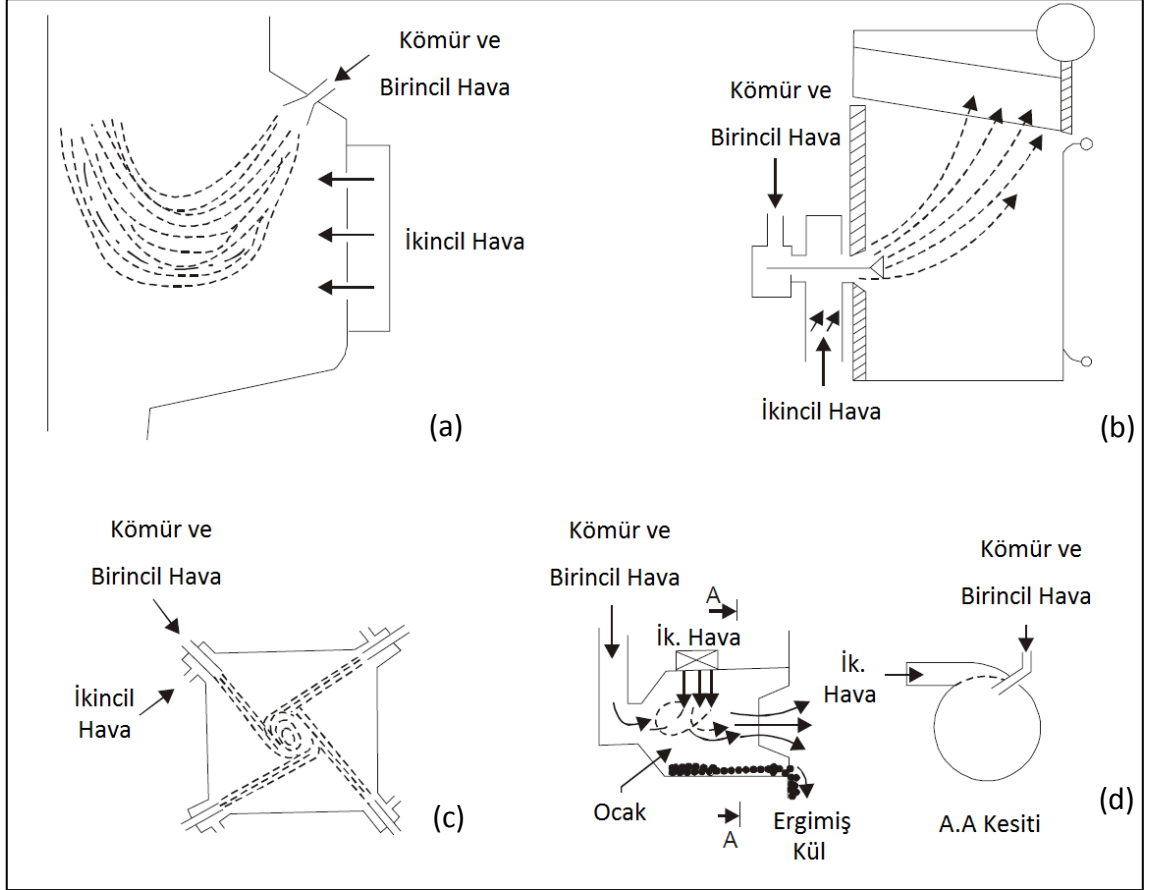 Kömür ve
Birincil Hava
İkincil Hava
(a)
Kömür ve
Birincil Hava
İkincil Hava
(b)
Kömür ve
Birincil Hava
İkincil
Hava
(c)
Kömür ve
Birincil Hava
A
İk. Hava
Ocak
A
Ergimiş
Kül
Kömür ve
Birincil Hava
İk.
Hava
A.A Kesiti
(d)